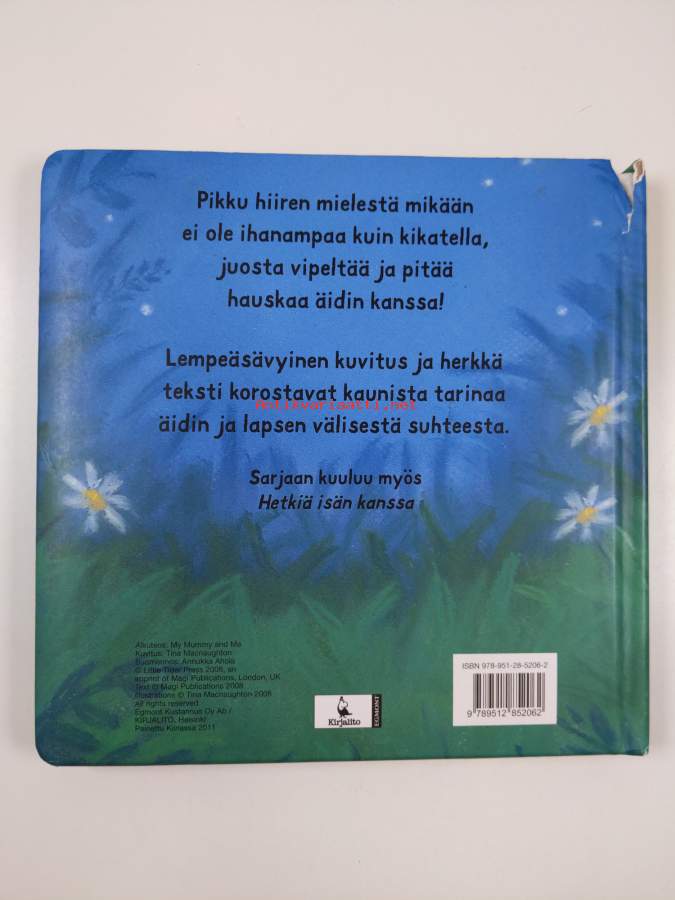 Pikku hiiren mielestä mikään
ei ole ihanampaa kuin kikatella,
juosta vipeltää ja pitää
hauskaa äidin kanssa!
Lempeäsävyinen kuvitus ja herkkä
teksti korostavat kaunista tarinaa
antikvariaatti.net
äidin ja lapsen välisestä suhteesta.
Sarjaan kuuluu myös
Hetkiä isän kanssa
Alkuteos: My Mummy and Me
Kuvitus: Tina Macnaughton
Suomennos: Annukka Ahola
© Little Tiger Press 2008, an
imprint of Magi Publications, London, UK
Text © Magi Publications 2008
Illustrations © Tina Macnaughton 2008
All rights reserved
Egmont Kustannus Oy Ab /
KIRJALITO, Helsinki
Painettu Kiinassa 2011
Kirjalito
EGMONT
ISBN 978-951-28-5206-2
9 789512 852062